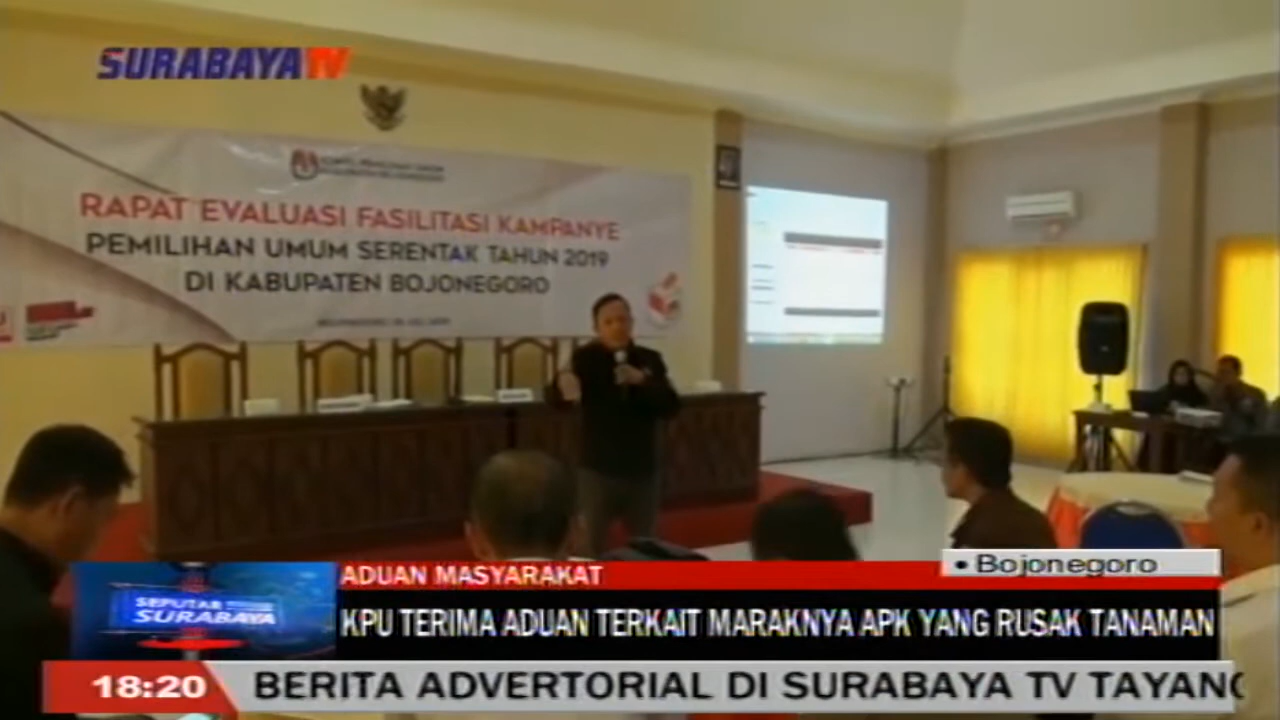 SURABAYATV
RAPAT EVALUASI FASILITASI KAMPANYE
PEMILIHAN UMUM SERENTAK TAHUN 2019
DI KABUPATEN BOJONEGORO
• Bojonegoro
ADUAN MASYARAKAT
SEPUTAR
SURABAYA
KPU TERIMA ADUAN TERKAIT MARAKNYA APK YANG RUSAK TANAMAN
18:20
BERITA ADVERTORIAL DI SURABAYA TV TAYANG